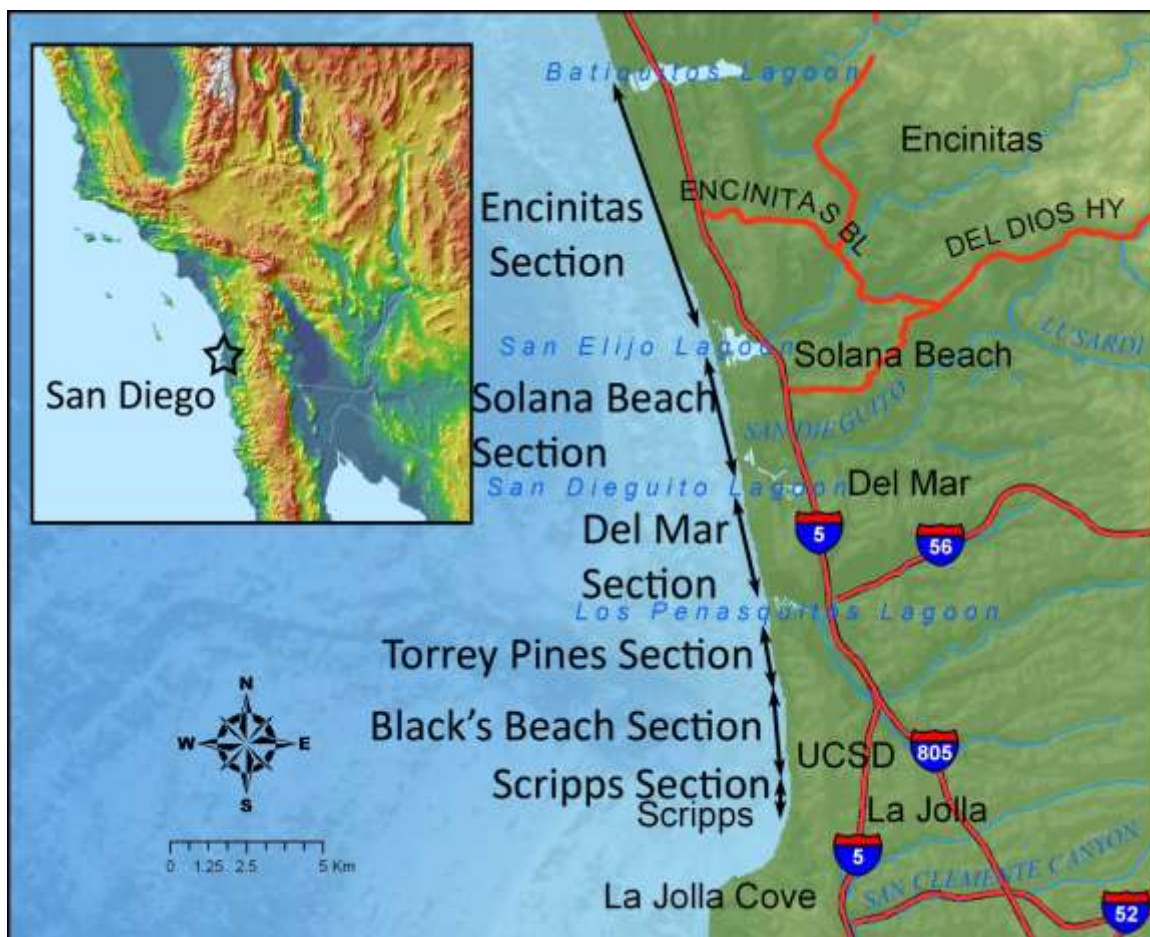 Batiquitos Lagoon
Encinitas
Encinitas
Section
ENCINITAS BL
DEL DIOS HY
San Elijo Lagoon
Solana Beach
LUSARDI
San Diego
Solana Beach
Section
SAN DIEGUITO
San Dieguito Lagoon
Del Mar
Del Mar
Section
5
56
Los Penasquitos Lagoon
Torrey Pines Section
Black's Beach Section
UCSD
805
N
W E
S
Scripps Section
Scripps
La Jolla
0 1.25 2.5 5 Km
5
La Jolla Cove
SAN CLEMENTE CANYON
52